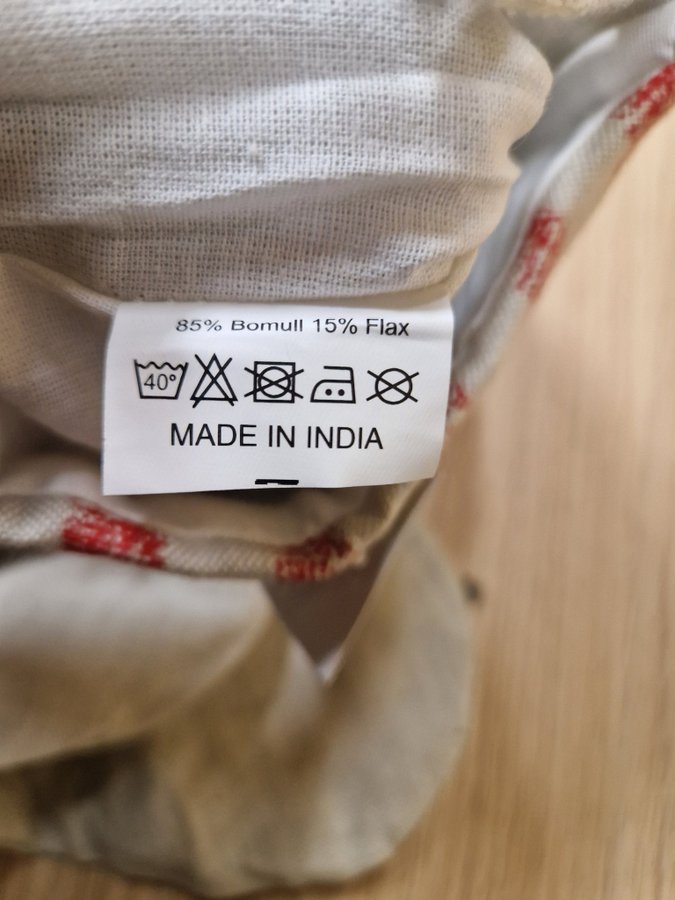 85% Bomull 15% Flax
40°
MADE IN INDIA